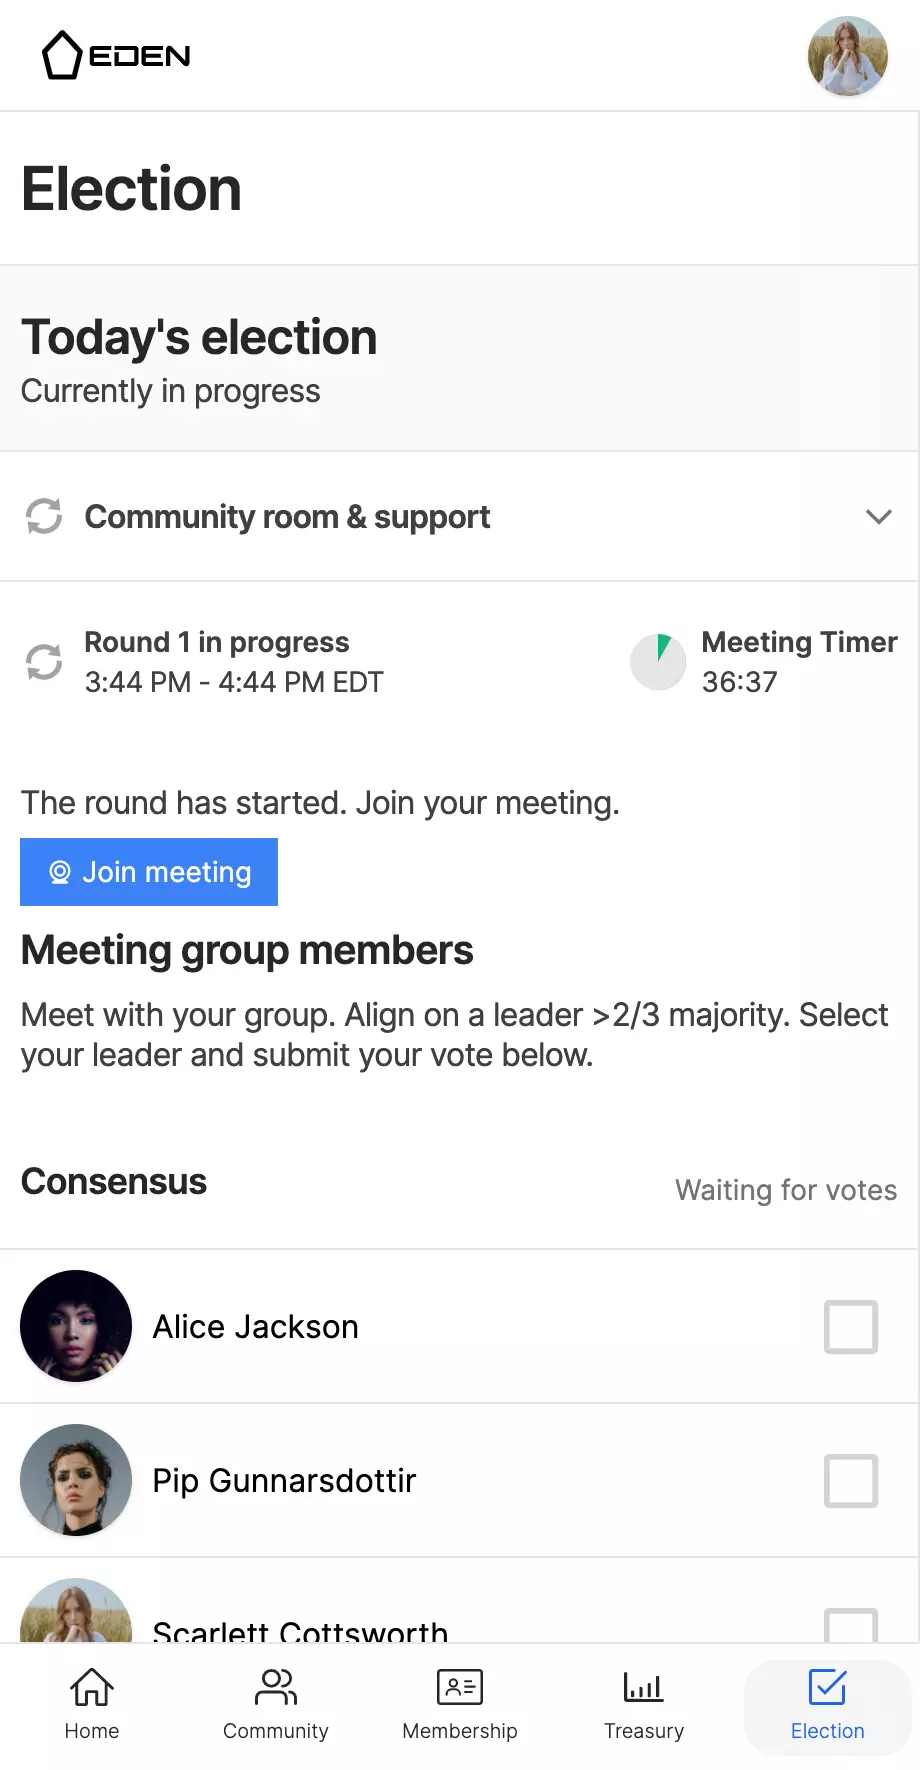 EDEN
Election
Today's election
Currently in progress
Community room & support
Round 1 in progress
3:44 PM - 4:44 PM EDT
Meeting Timer
36:37
The round has started. Join your meeting.
Join meeting
Meeting group members
Meet with your group. Align on a leader >2/3 majority. Select
your leader and submit your vote below.
Consensus
Waiting for votes
Alice Jackson
Pip Gunnarsdottir
Scarlett Cottsworth
Home
Community
Membership
Treasury
Election